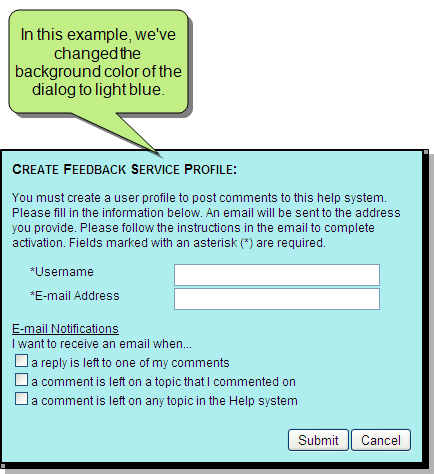 In this example, we've
changed the
background color of the
dialog to light blue.
CREATE FEEDBACK SERVICE PROFILE:
You must create a user profile to post comments to this help system.
Please fill in the information below. An email will be sent to the address
you provide. Please follow the instructions in the email to complete
activation. Fields marked with an asterisk (*) are required.
*Username
*E-mail Address
E-mail Notifications
I want to receive an email when...
a reply is left to one of my comments
a comment is left on a topic that I commented on
a comment is left on any topic in the Help system
Submit Cancel